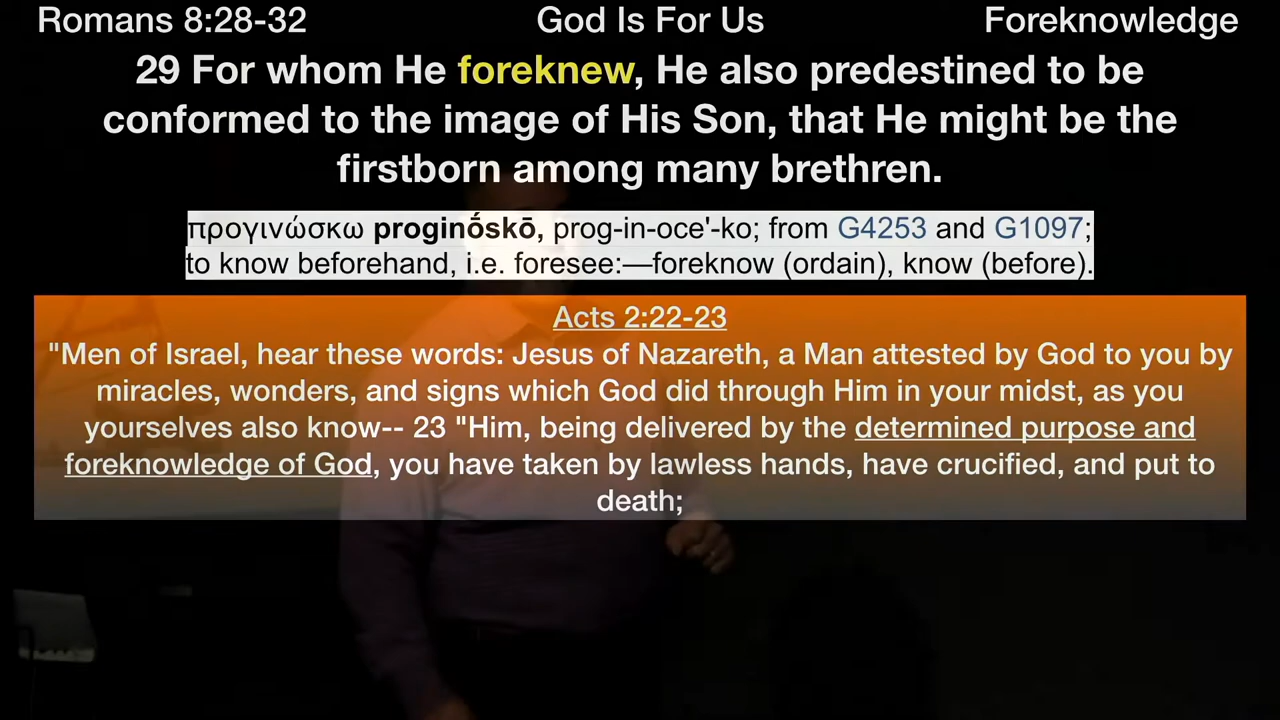 Romans 8:28-32 God Is For Us Foreknowledge
29 For whom He foreknew, He also predestined to be
conformed to the image of His Son, that He might be the
firstborn among many brethren.
προγινώσκω proginṓskō, prog-in-oce'-ko; from G4253 and G1097;
to know beforehand, i.e. foresee:—foreknow (ordain), know (before).
Acts 2:22-23
"Men of Israel, hear these words: Jesus of Nazareth, a Man attested by God to you by
miracles, wonders, and signs which God did through Him in your midst, as you
yourselves also know-- 23 "Him, being delivered by the determined purpose and
foreknowledge of God, you have taken by lawless hands, have crucified, and put to
death;